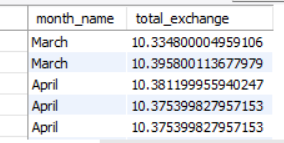 month_name total_exchange
March 10.334800004959106
March 10.395800113677979
April 10.381199955940247
April 10.375399827957153
April 10.375399827957153